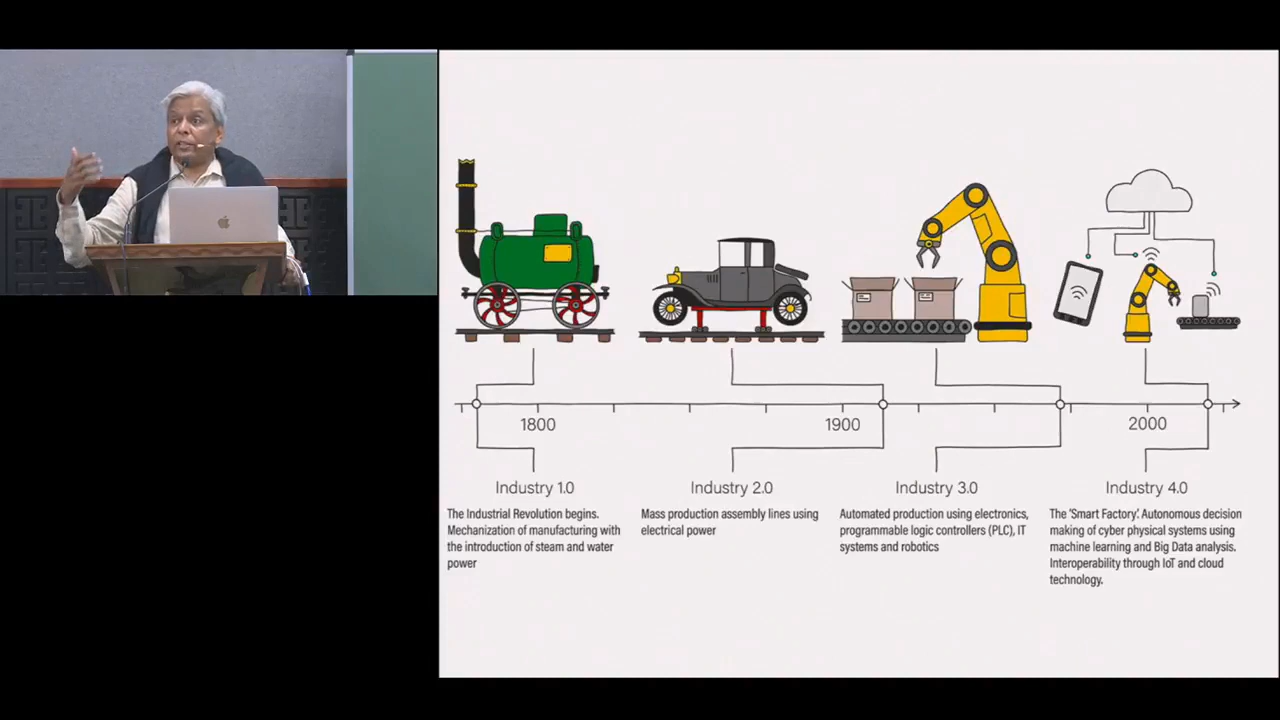 1800
1900
2000
Industry 1.0
The Industrial Revolution begins.
Mechanization of manufacturing with
the introduction of steam and water
power
Industry 2.0
Mass production assembly lines using
electrical power
Industry 3.0
Automated production using electronics,
programmable logic controllers (PLC), IT
systems and robotics
Industry 4.0
The ‘Smart Factory’. Autonomous decision
making of cyber physical systems using
machine learning and Big Data analysis.
Interoperability through IoT and cloud
technology.